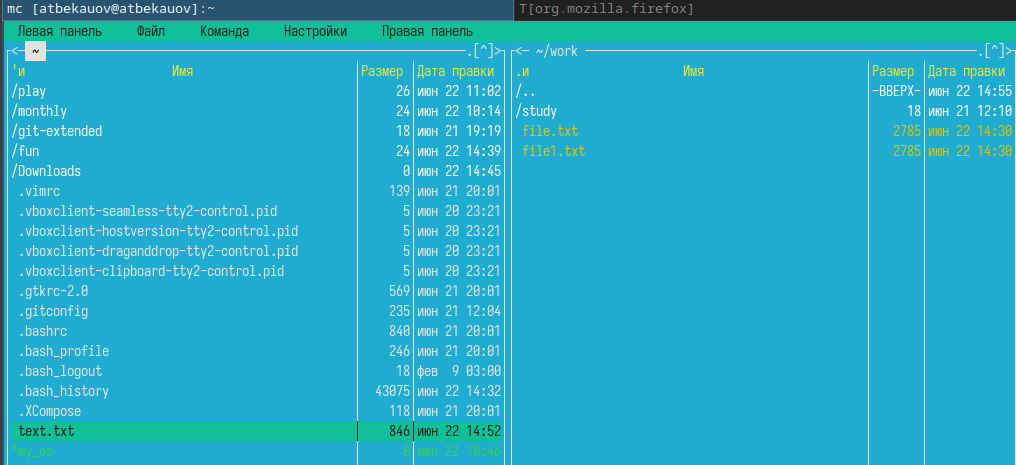 mc [atbekauov@atbekauov]:~ T[org.mozilla.firefox]
Левая панель Файл Команда Настройки Правая панель
<— ~ .[^]> <— ~/work .[^]>
'и Имя Размер Дата правки .и Имя Размер Дата правки
/play 26 июн 22 11:02 /.. -ВВЕРХ- июн 22 14:55
/monthly 24 июн 22 10:14 /study 18 июн 21 12:10
/git-extended 18 июн 21 19:19 file.txt 2785 июн 22 14:30
/fun 24 июн 22 14:39 file1.txt 2785 июн 22 14:30
/Downloads 0 июн 22 14:45
.vimrc 139 июн 21 20:01
.vboxclient-seamless-tty2-control.pid 5 июн 20 23:21
.vboxclient-hostversion-tty2-control.pid 5 июн 20 23:21
.vboxclient-draganddrop-tty2-control.pid 5 июн 20 23:21
.vboxclient-clipboard-tty2-control.pid 5 июн 20 23:21
.gtkrc-2.0 569 июн 21 20:01
.gitconfig 235 июн 21 12:04
.bashrc 840 июн 21 20:01
.bash_profile 246 июн 21 20:01
.bash_logout 18 фев 9 03:00
.bash_history 43075 июн 22 14:32
.XCompose 118 июн 21 20:01
text.txt 846 июн 22 14:52
*my_os 0 июн 22 10:46